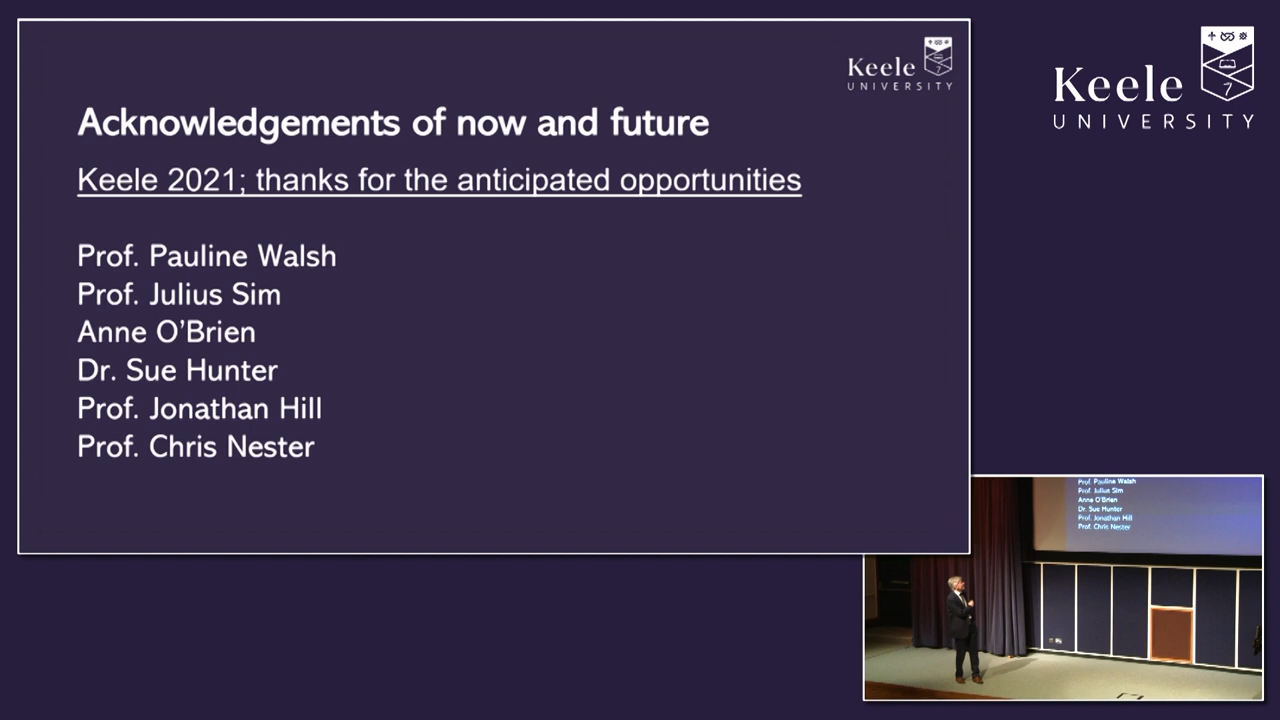 Keele
UNIVERSITY
Acknowledgements of now and future
Keele 2021; thanks for the anticipated opportunities
Prof. Pauline Walsh
Prof. Julius Sim
Anne O'Brien
Dr. Sue Hunter
Prof. Jonathan Hill
Prof. Chris Nester
Keele
UNIVERSITY
Prof. Pauline Walsh
Prof. Julius Sim
Anne O'Brien
Dr. Sue Hunter
Prof. Jonathan Hill
Prof. Chris Nester